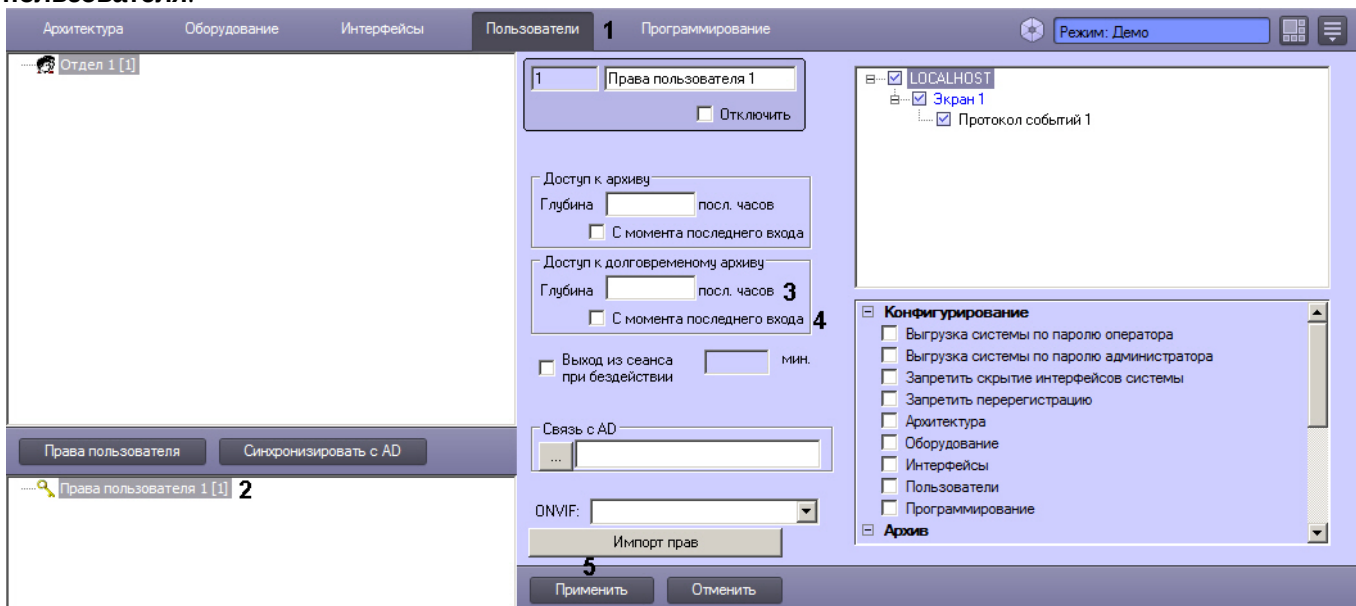 пользователя.
Архитектура Оборудование Интерфейсы Пользователи 1 Программирование Режим: Демо
Отдел 1 [1]
1 Права пользователя 1
Отключить
LOCALHOST
Экран 1
Протокол событий 1
Доступ к архиву
Глубина посл. часов
С момента последнего входа
Доступ к долговременому архиву
Глубина посл. часов 3
С момента последнего входа 4
Выход из сеанса мин.
при бездействии
Связь с AD
...
ONVIF:
Импорт прав
5
Применить Отменить
Конфигурирование
Выгрузка системы по паролю оператора
Выгрузка системы по паролю администратора
Запретить скрытие интерфейсов системы
Запретить перерегистрацию
Архитектура
Оборудование
Интерфейсы
Пользователи
Программирование
Архив
Права пользователя Синхронизировать с AD
Права пользователя 1 [1] 2